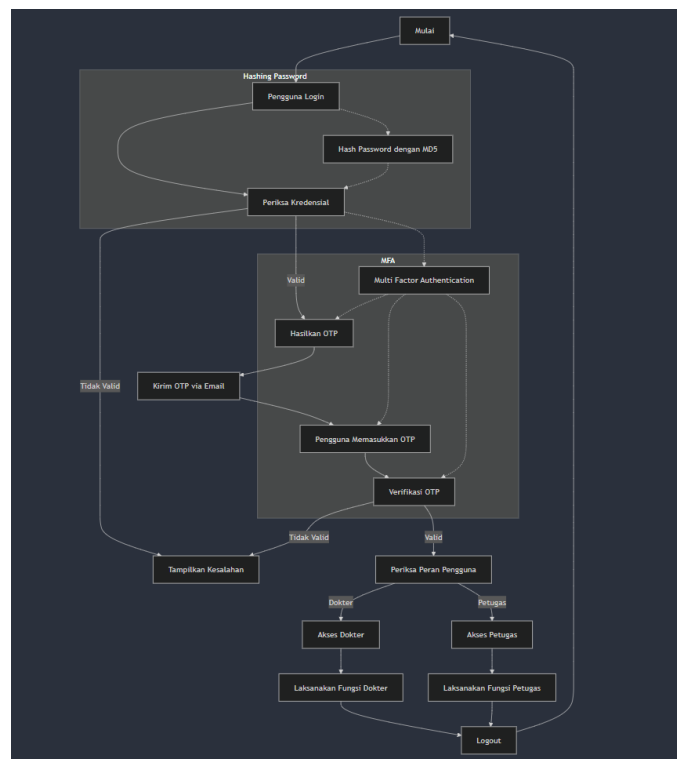 Mulai
Hashing Password
Pengguna Login
Hash Password dengan MD5
Periksa Kredensial
MFA
Multi Factor Authentication
Valid
Hasilkan OTP
Kirim OTP via Email
Tidak Valid
Pengguna Memasukkan OTP
Verifikasi OTP
Tidak Valid
Valid
Tampilkan Kesalahan
Periksa Peran Pengguna
Dokter
Petugas
Akses Dokter
Akses Petugas
Laksanakan Fungsi Dokter
Laksanakan Fungsi Petugas
Logout